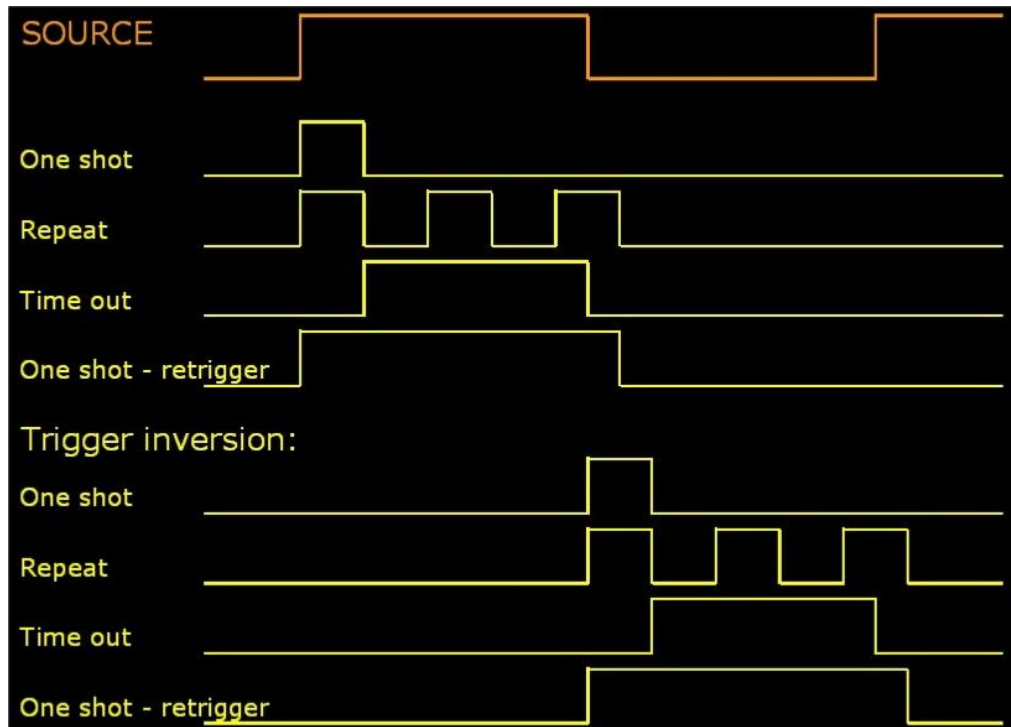 SOURCE
One shot
Repeat
Time out
One shot - retrigger
Trigger inversion:
One shot
Repeat
Time out
One shot - retrigger